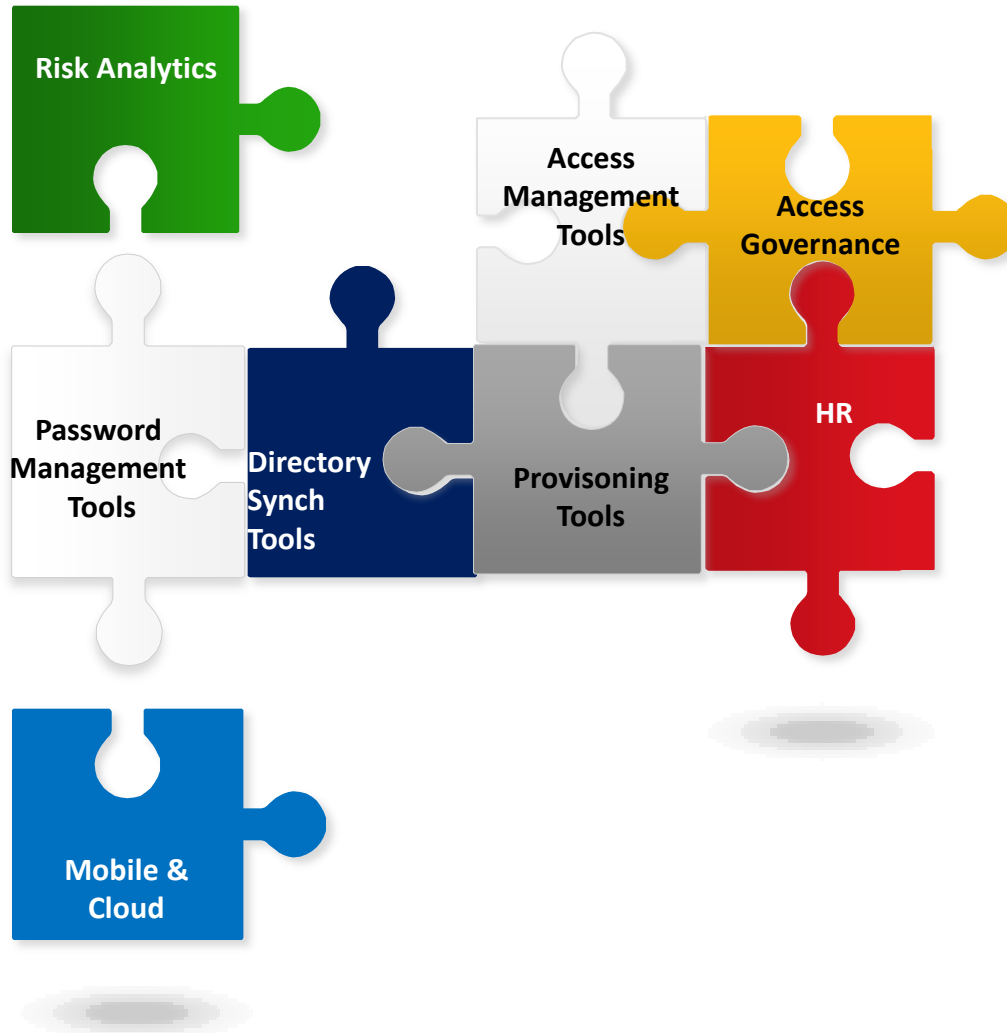 Risk Analytics
Access
Management
Tools
Access
Governance
Password
Management
Tools
Directory
Synch
Tools
Provisoning
Tools
HR
Mobile &
Cloud